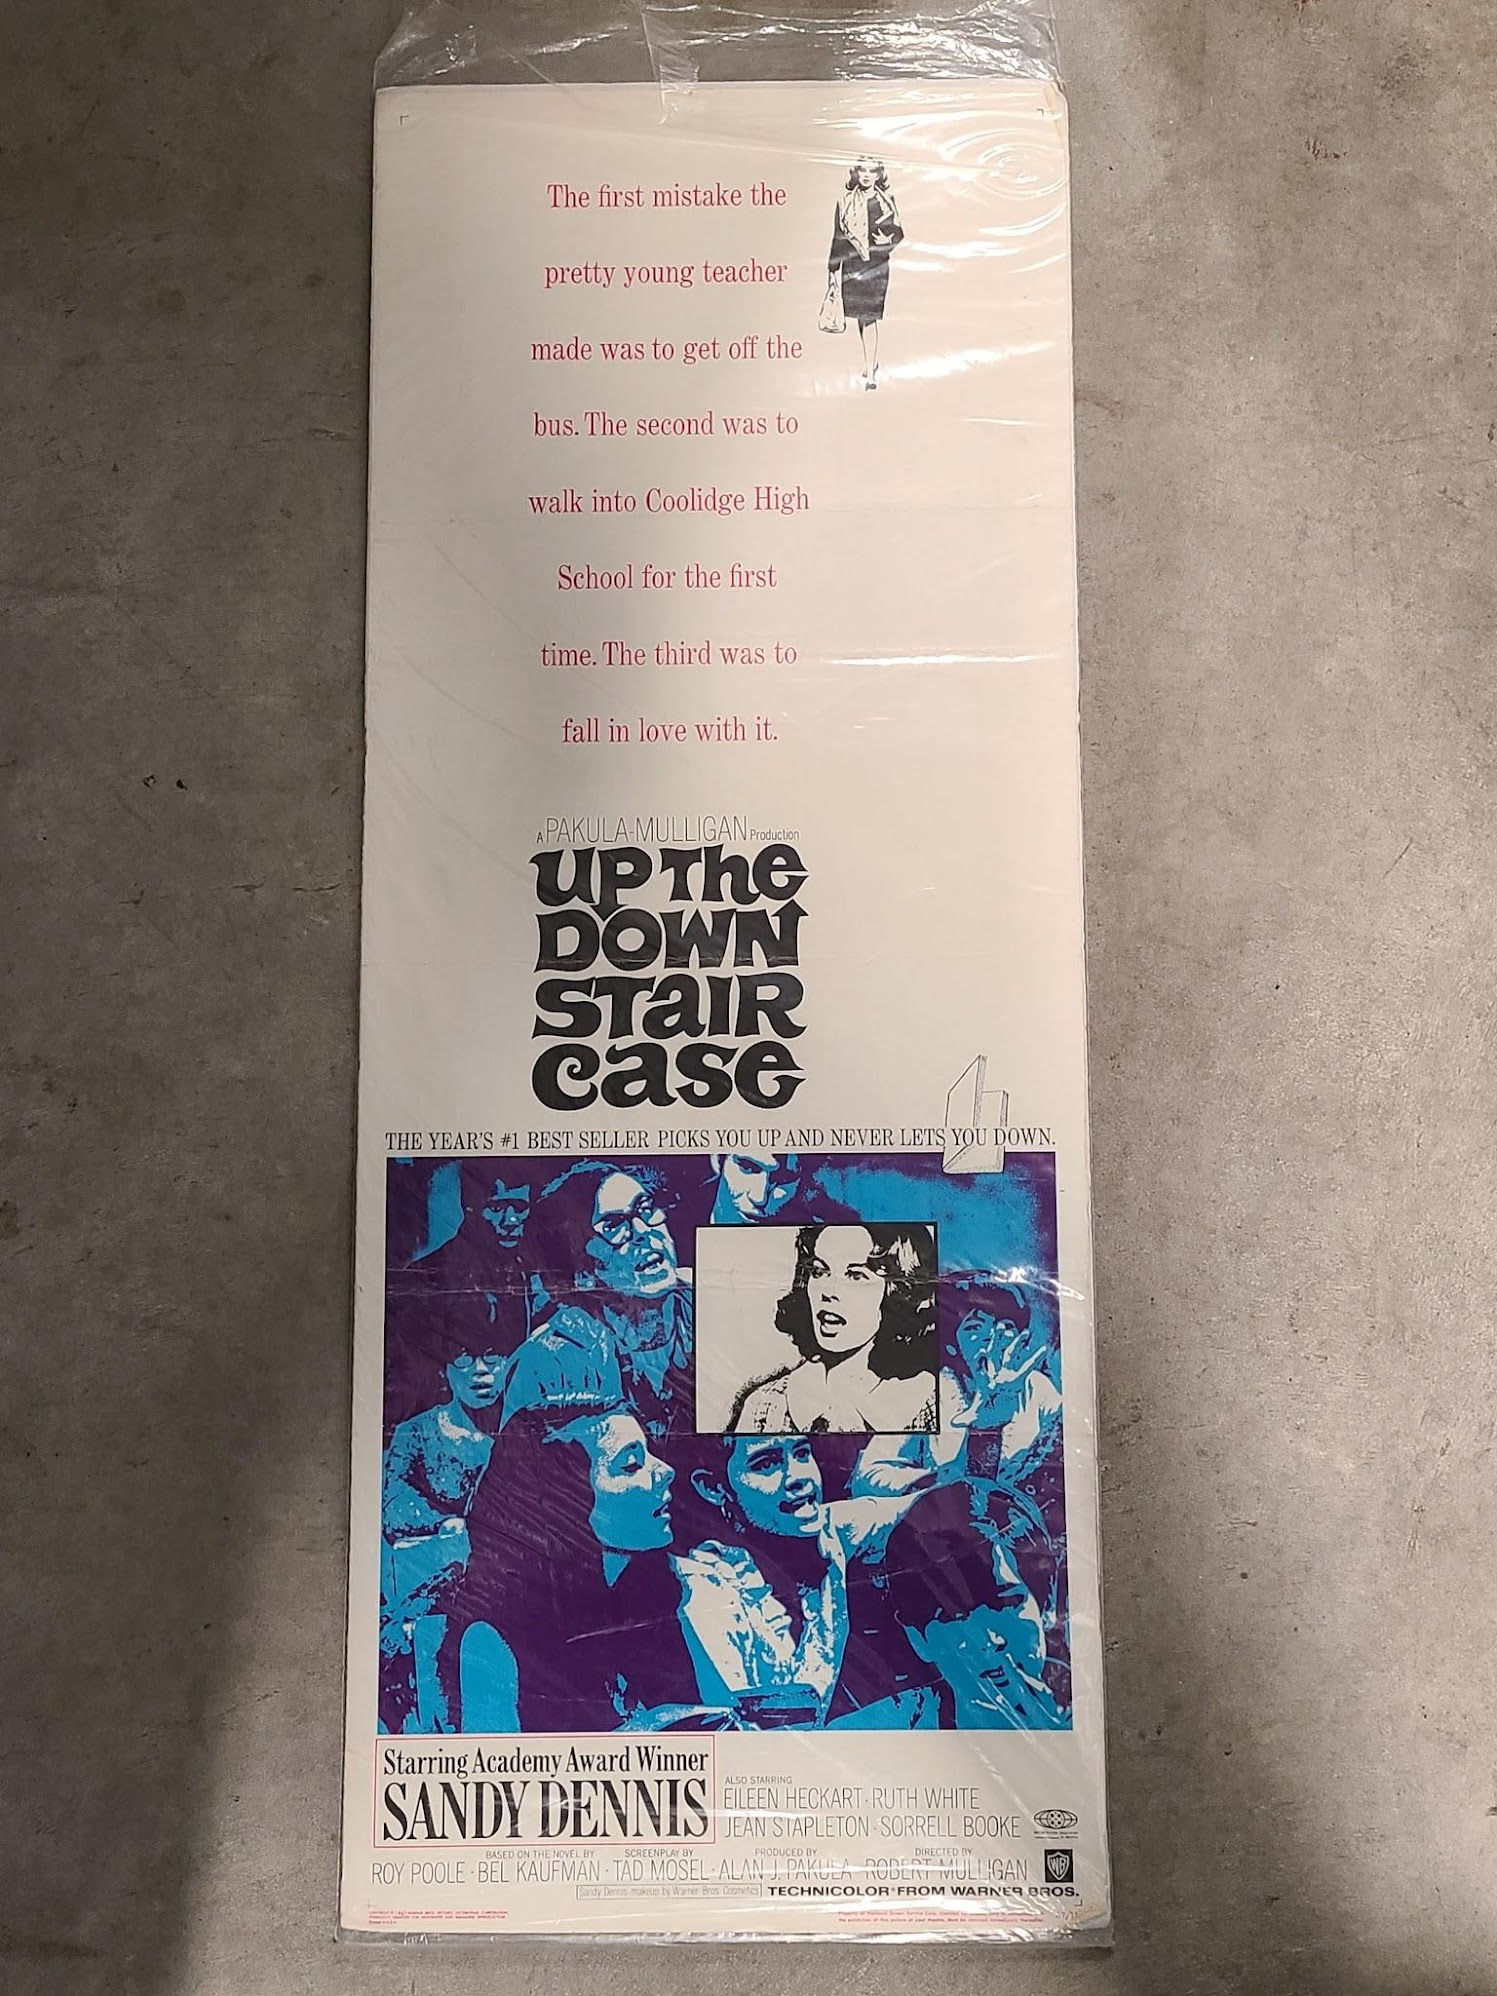 The first mistake the
pretty young teacher
made was to get off the
bus. The second was to
walk into Coolidge High
School for the first
time. The third was to
fall in love with it.
A PAKULA-MULLIGAN Production
UP THE
DOWN
STAIR
CASE
THE YEAR'S #1 BEST SELLER PICKS YOU UP AND NEVER LETS YOU DOWN.
Starring Academy Award Winner
SANDY DENNIS
ALSO STARRING
EILEEN HECKART · RUTH WHITE
JEAN STAPLETON · SORRELL BOOKE
BASED ON THE NOVEL BY SCREENPLAY BY PRODUCED BY DIRECTED BY
ROY POOLE · BEL KAUFMAN · TAD MOSEL · ALAN J. PAKULA · ROBERT MULLIGAN
WB
Sandy Dennis makeup by Warner Bros. Cosmetics TECHNICOLOR® FROM WARNER BROS.